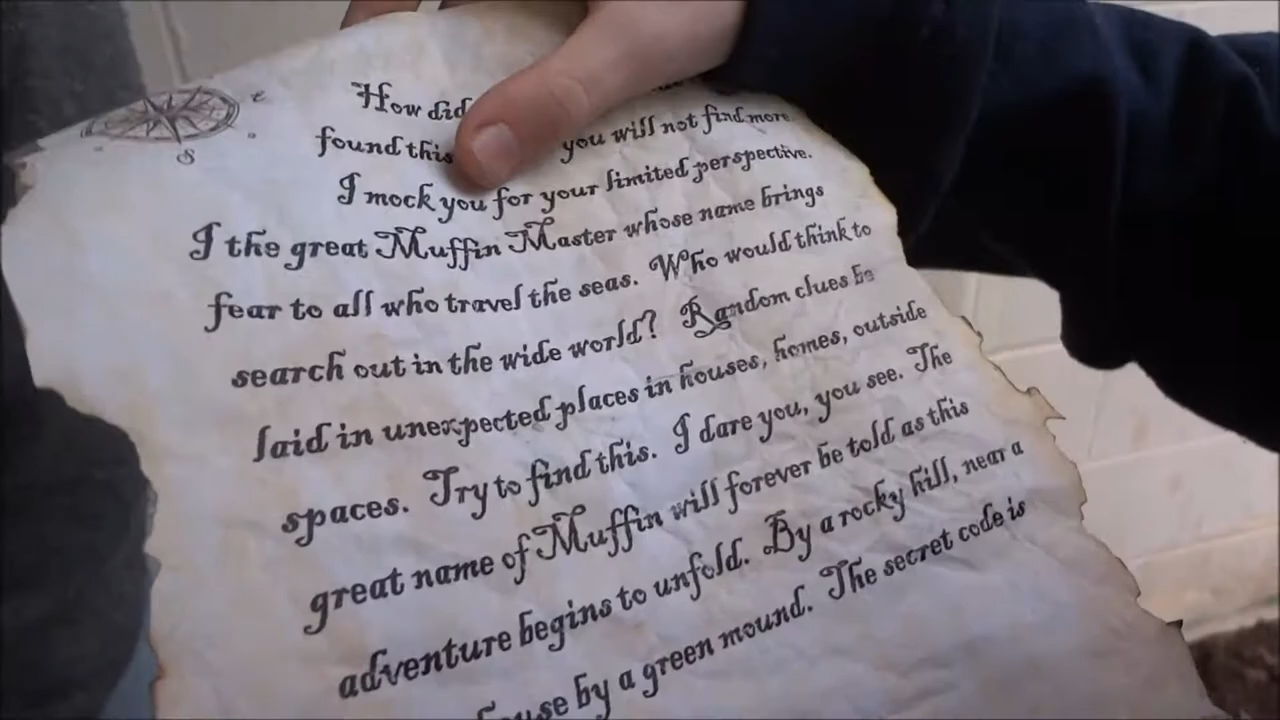 e
S
How did
found this you will not find more.
I mock you for your limited perspective.
I the great Muffin Master whose name brings
fear to all who travel the seas. Who would think to
search out in the wide world? Random clues be
laid in unexpected places in houses, homes, outside
spaces. Try to find this. I dare you, you see. The
great name of Muffin will forever be told as this
adventure begins to unfold. By a rocky hill, near a
by a green mound. The secret code is